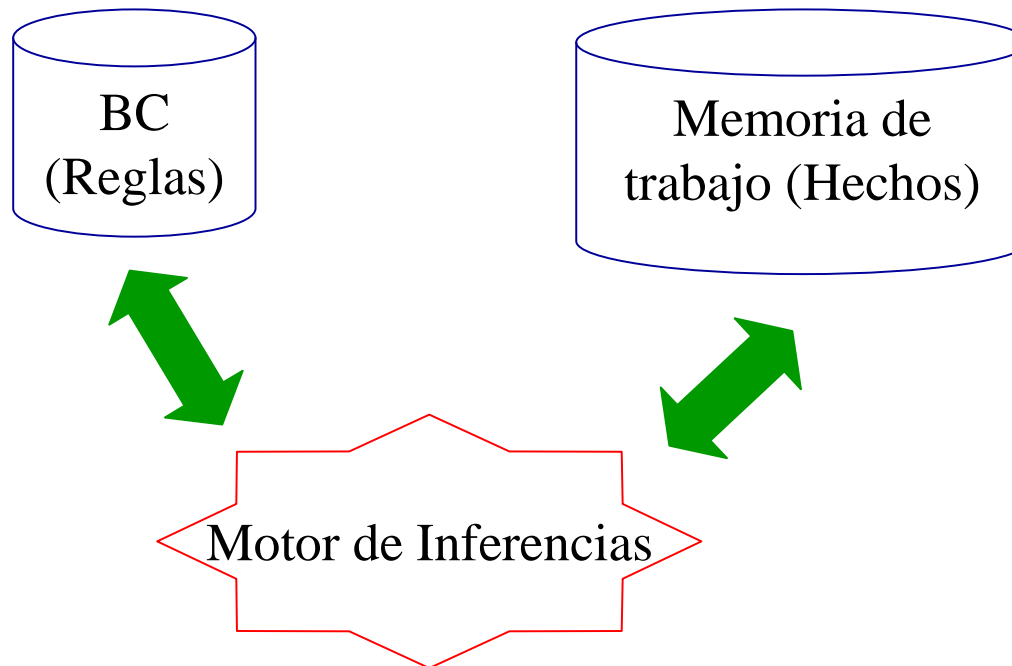 BC
(Reglas)
Memoria de
trabajo (Hechos)
Motor de Inferencias